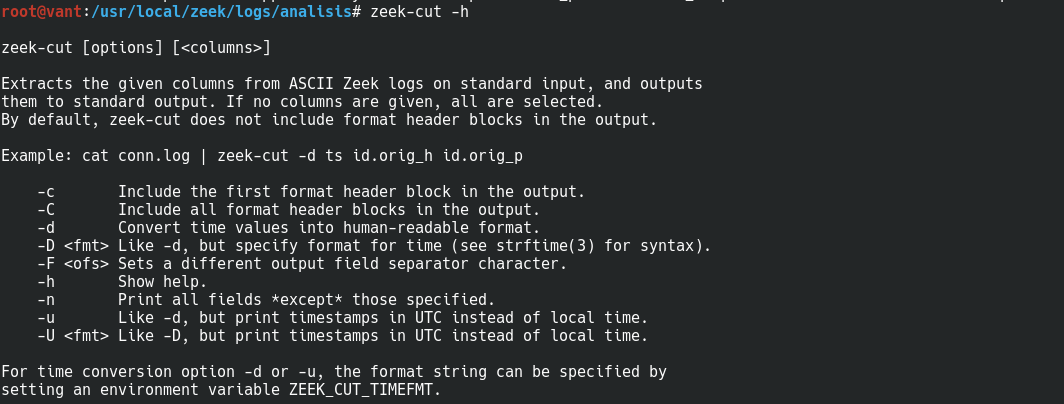 root@vant:/usr/local/zeek/logs/analisis# zeek-cut -h
zeek-cut [options] [<columns>]
Extracts the given columns from ASCII Zeek logs on standard input, and outputs
them to standard output. If no columns are given, all are selected.
By default, zeek-cut does not include format header blocks in the output.
Example: cat conn.log | zeek-cut -d ts id.orig_h id.orig_p
-c Include the first format header block in the output.
-C Include all format header blocks in the output.
-d Convert time values into human-readable format.
-D <fmt> Like -d, but specify format for time (see strftime(3) for syntax).
-F <ofs> Sets a different output field separator character.
-h Show help.
-n Print all fields *except* those specified.
-u Like -d, but print timestamps in UTC instead of local time.
-U <fmt> Like -D, but print timestamps in UTC instead of local time.
For time conversion option -d or -u, the format string can be specified by
setting an environment variable ZEEK_CUT_TIMEFMT.